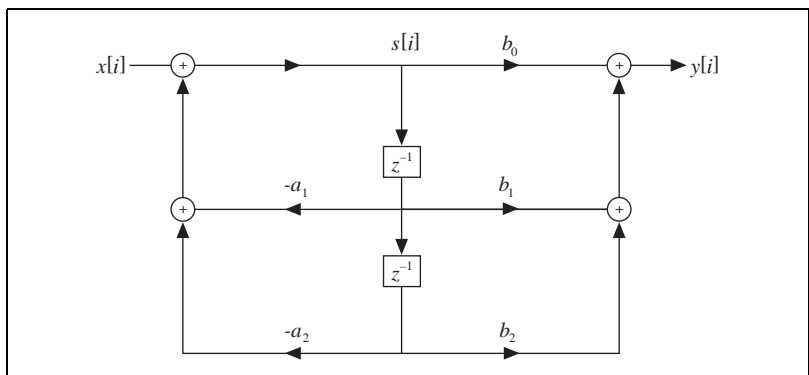 s[i] b₀
x[i] + + y[i]
z⁻¹
-a₁ b₁
+ +
z⁻¹
-a₂ b₂